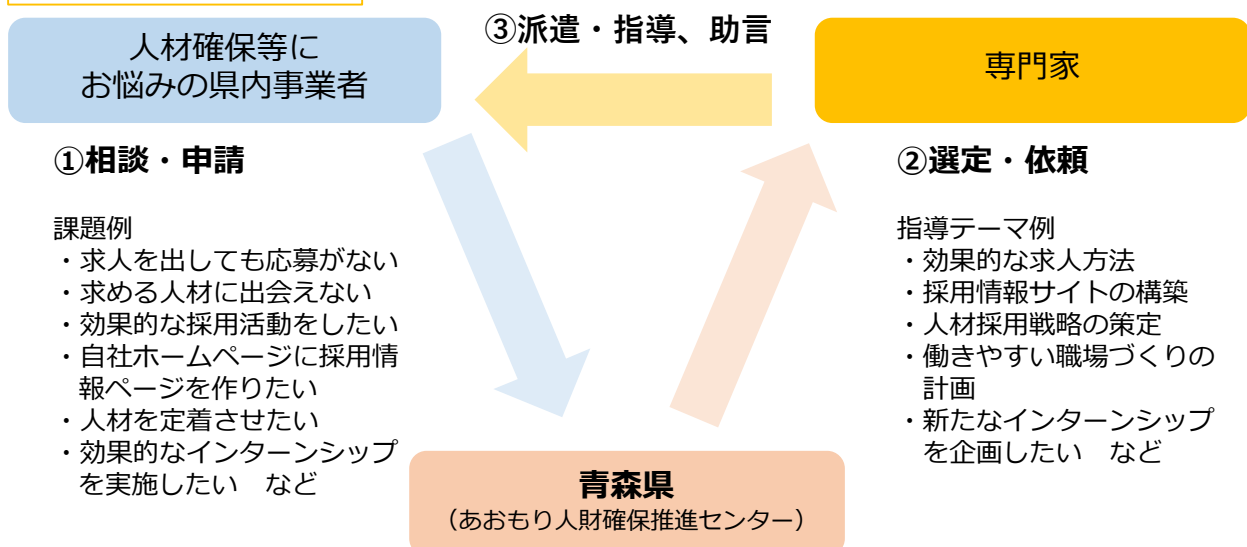 人材確保等に
お悩みの県内事業者
③派遣・指導、助言
専門家
①相談・申請
課題例
・求人を出しても応募がない
・求める人材に出会えない
・効果的な採用活動をしたい
・自社ホームページに採用情
報ページを作りたい
・人材を定着させたい
・効果的なインターンシップ
を実施したい　など
②選定・依頼
指導テーマ例
・効果的な求人方法
・採用情報サイトの構築
・人材採用戦略の策定
・働きやすい職場づくりの
計画
・新たなインターンシップ
を企画したい　など
青森県
（あおもり人財確保推進センター）